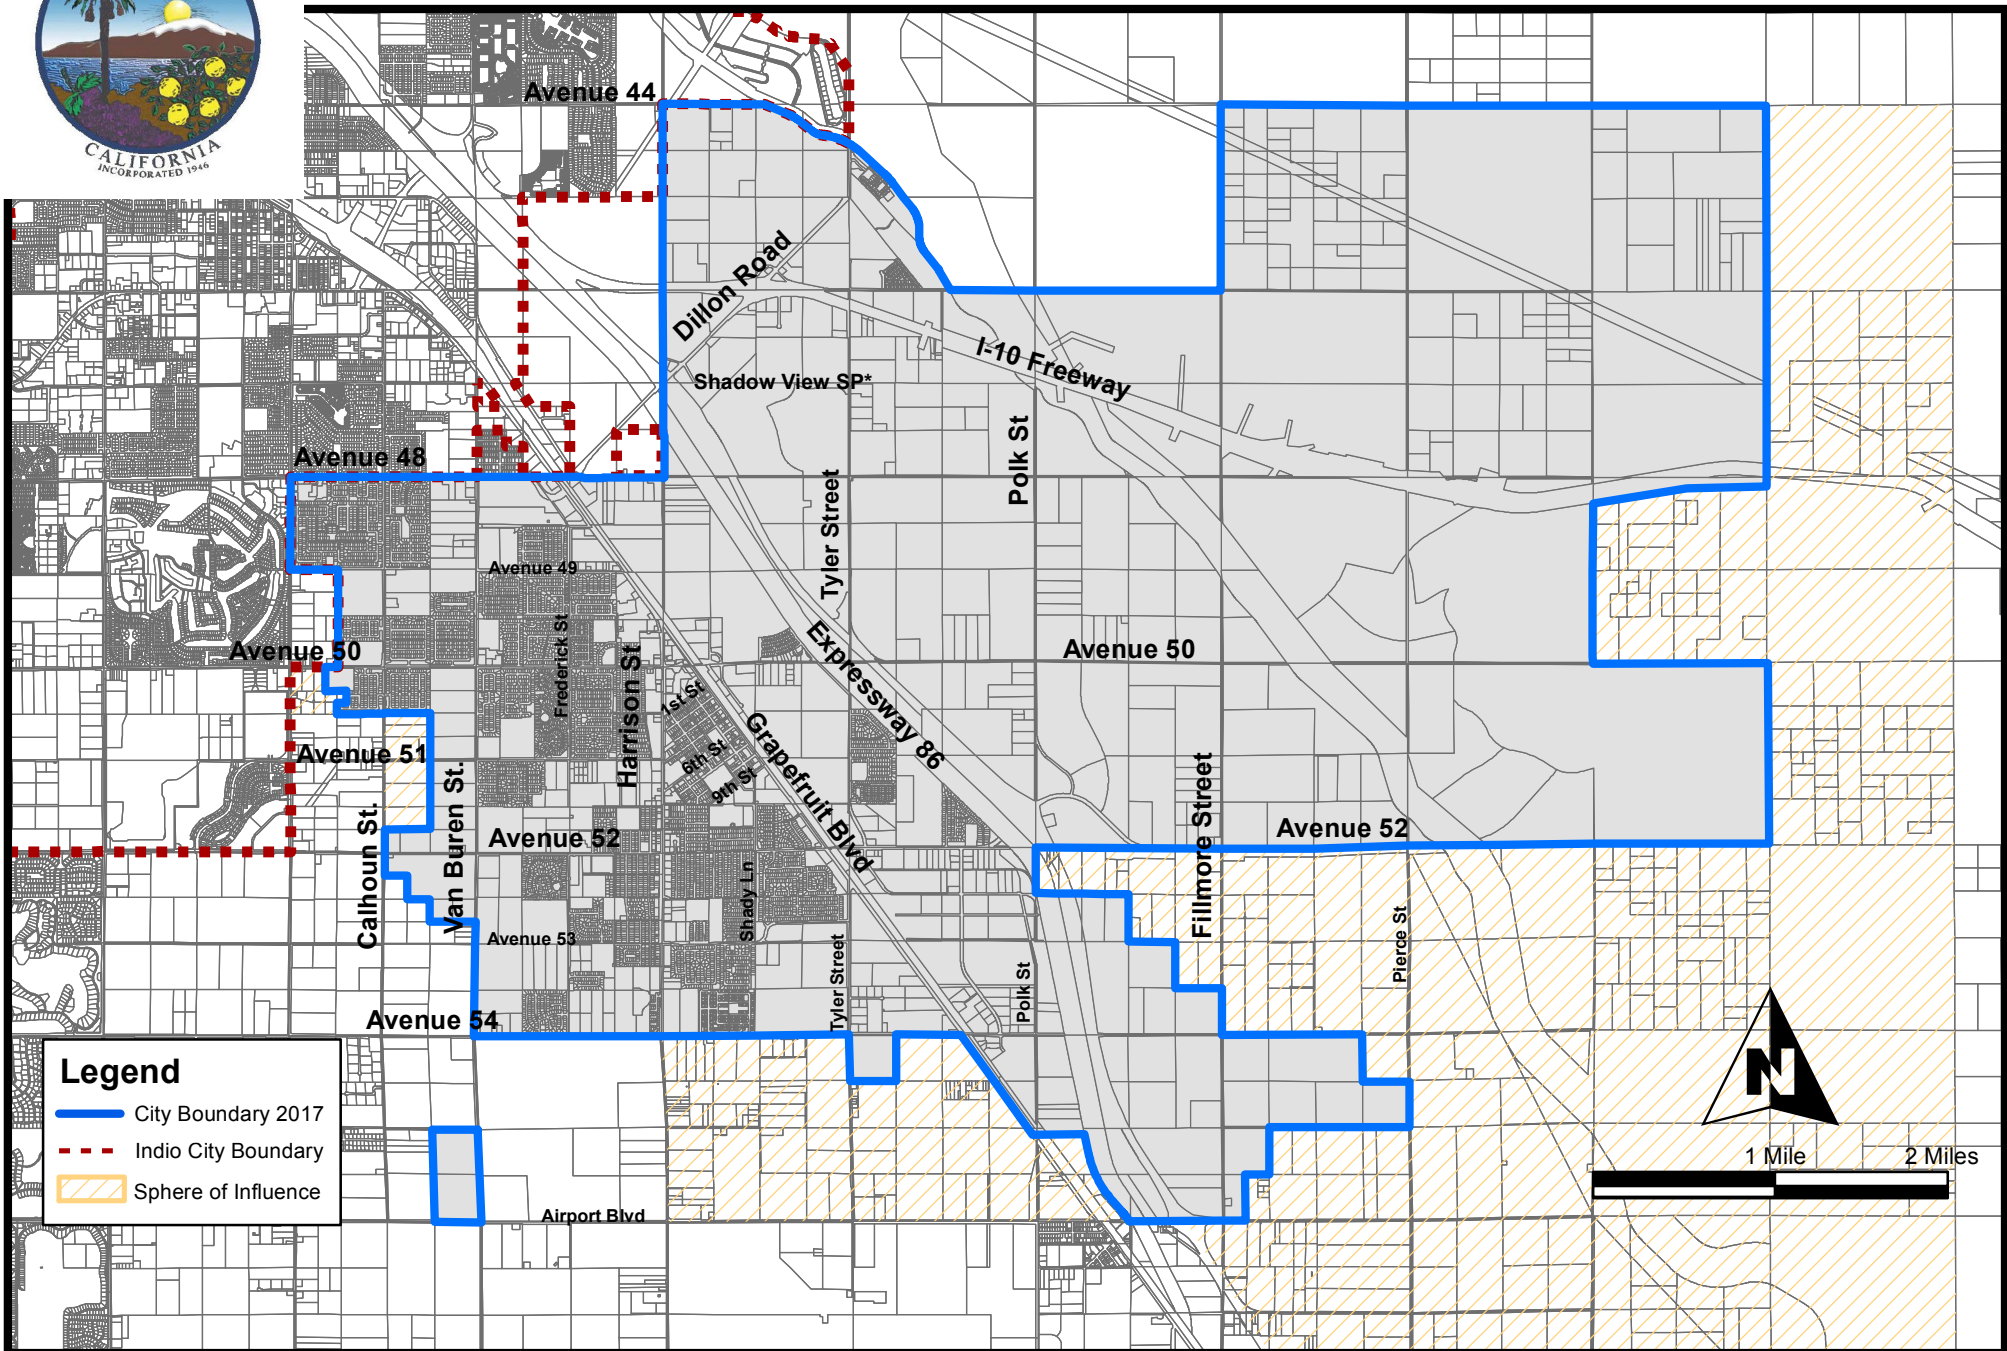 CALIFORNIA
INCORPORATED 1946
Avenue 44
Dillon Road
I-10 Freeway
Shadow View SP*
Polk St
Avenue 48
Tyler Street
Avenue 49
Frederick St
Avenue 50
Harrison St
1st St
Expressway 86
Avenue 50
Avenue 51
6th St
9th St
Grapefruit Blvd
Fillmore Street
Calhoun St.
Van Buren St.
Avenue 52
Avenue 52
Shady Ln
Avenue 53
Tyler Street
Polk St
Pierce St
Avenue 54
Legend
City Boundary 2017
Indio City Boundary
Sphere of Influence
Airport Blvd
N
1 Mile
2 Miles